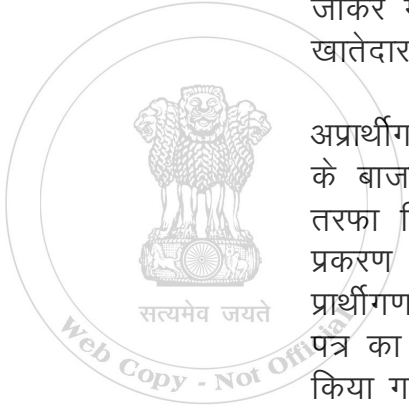 जाकर
खातेदार
अप्रार्थीग
के बाज
तरफा
प्रकरण
प्रार्थीगण
पत्र का
किया ग
सत्यमेव जयते
Web Copy - Not Official